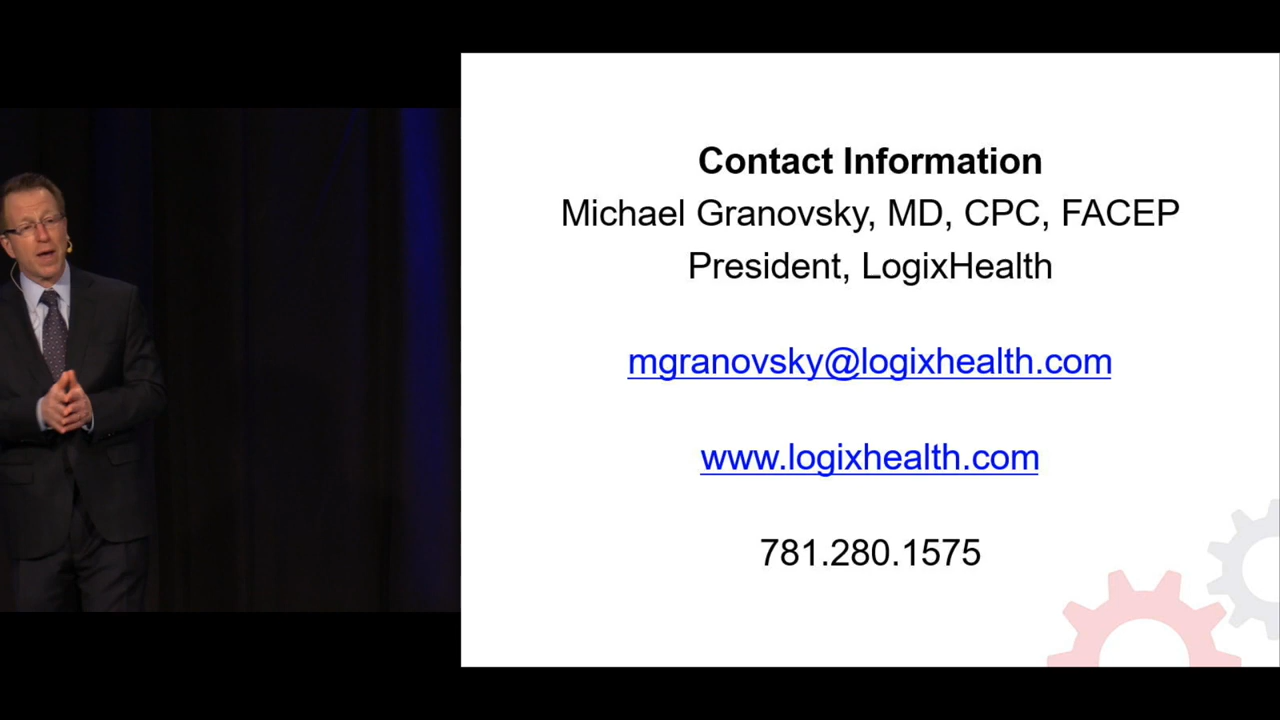 Contact Information
Michael Granovsky, MD, CPC, FACEP
President, LogixHealth
mgranovsky@logixhealth.com
www.logixhealth.com
781.280.1575